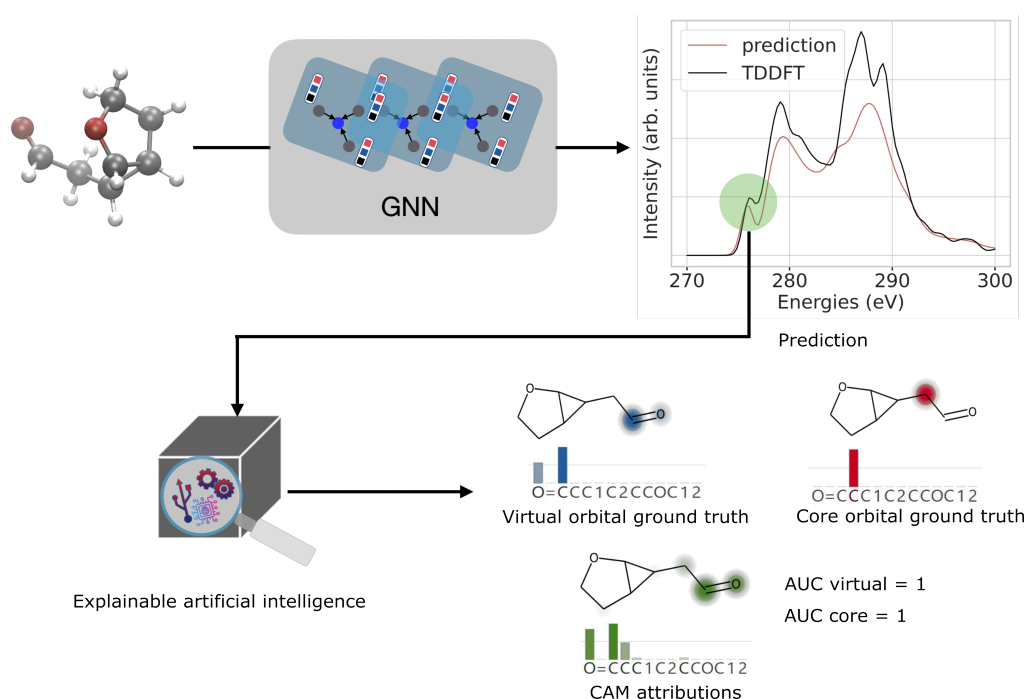 GNN
prediction
TDDFT
Intensity (arb. units)
270 280 290 300
Energies (eV)
Prediction
Explainable artificial intelligence
O
O
O=CCC1C2CCOC12
Virtual orbital ground truth
O
O
O=CCC1C2CCOC12
Core orbital ground truth
O
O
O=CCC1C2CCOC12
CAM attributions
AUC virtual = 1
AUC core = 1